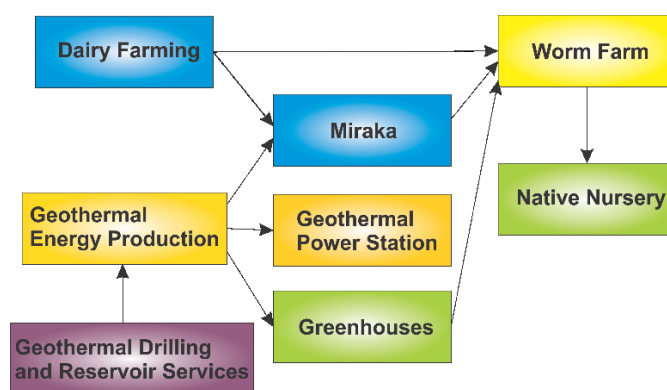 Dairy Farming
Worm Farm
Miraka
Native Nursery
Geothermal
Energy Production
Geothermal
Power Station
Greenhouses
Geothermal Drilling
and Reservoir Services